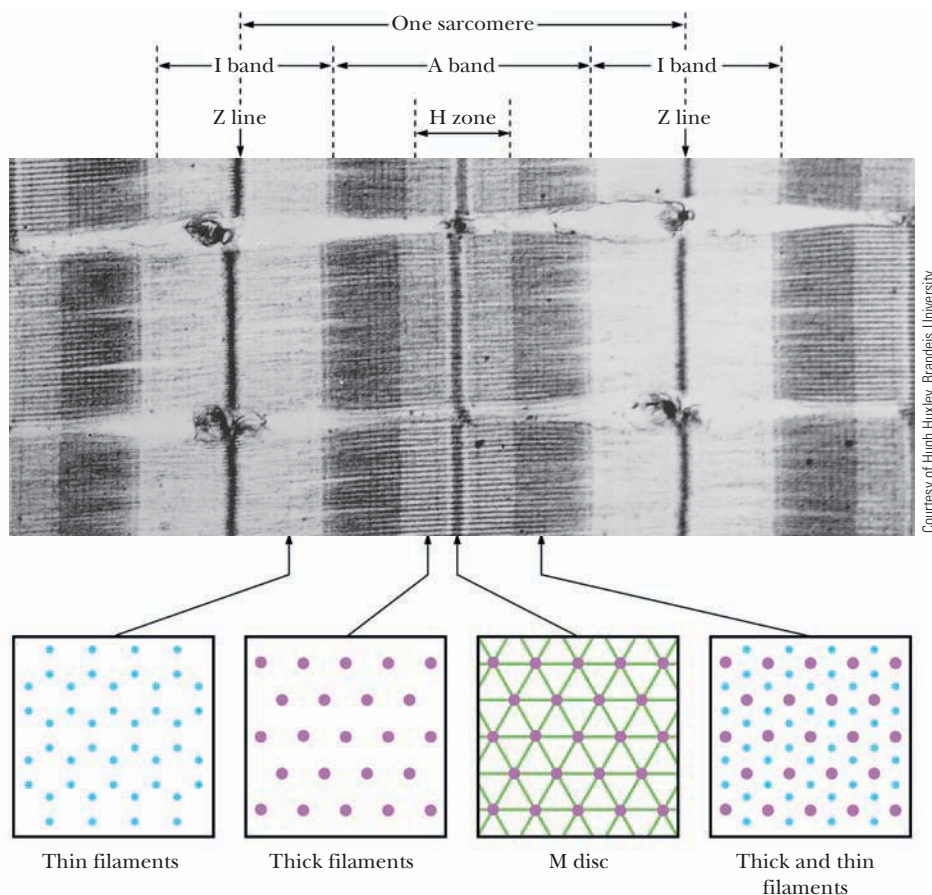 One sarcomere
I band
A band
I band
Z line
H zone
Z line
Courtesy of Hugh Huxley, Brandeis University
Thin filaments
Thick filaments
M disc
Thick and thin
filaments